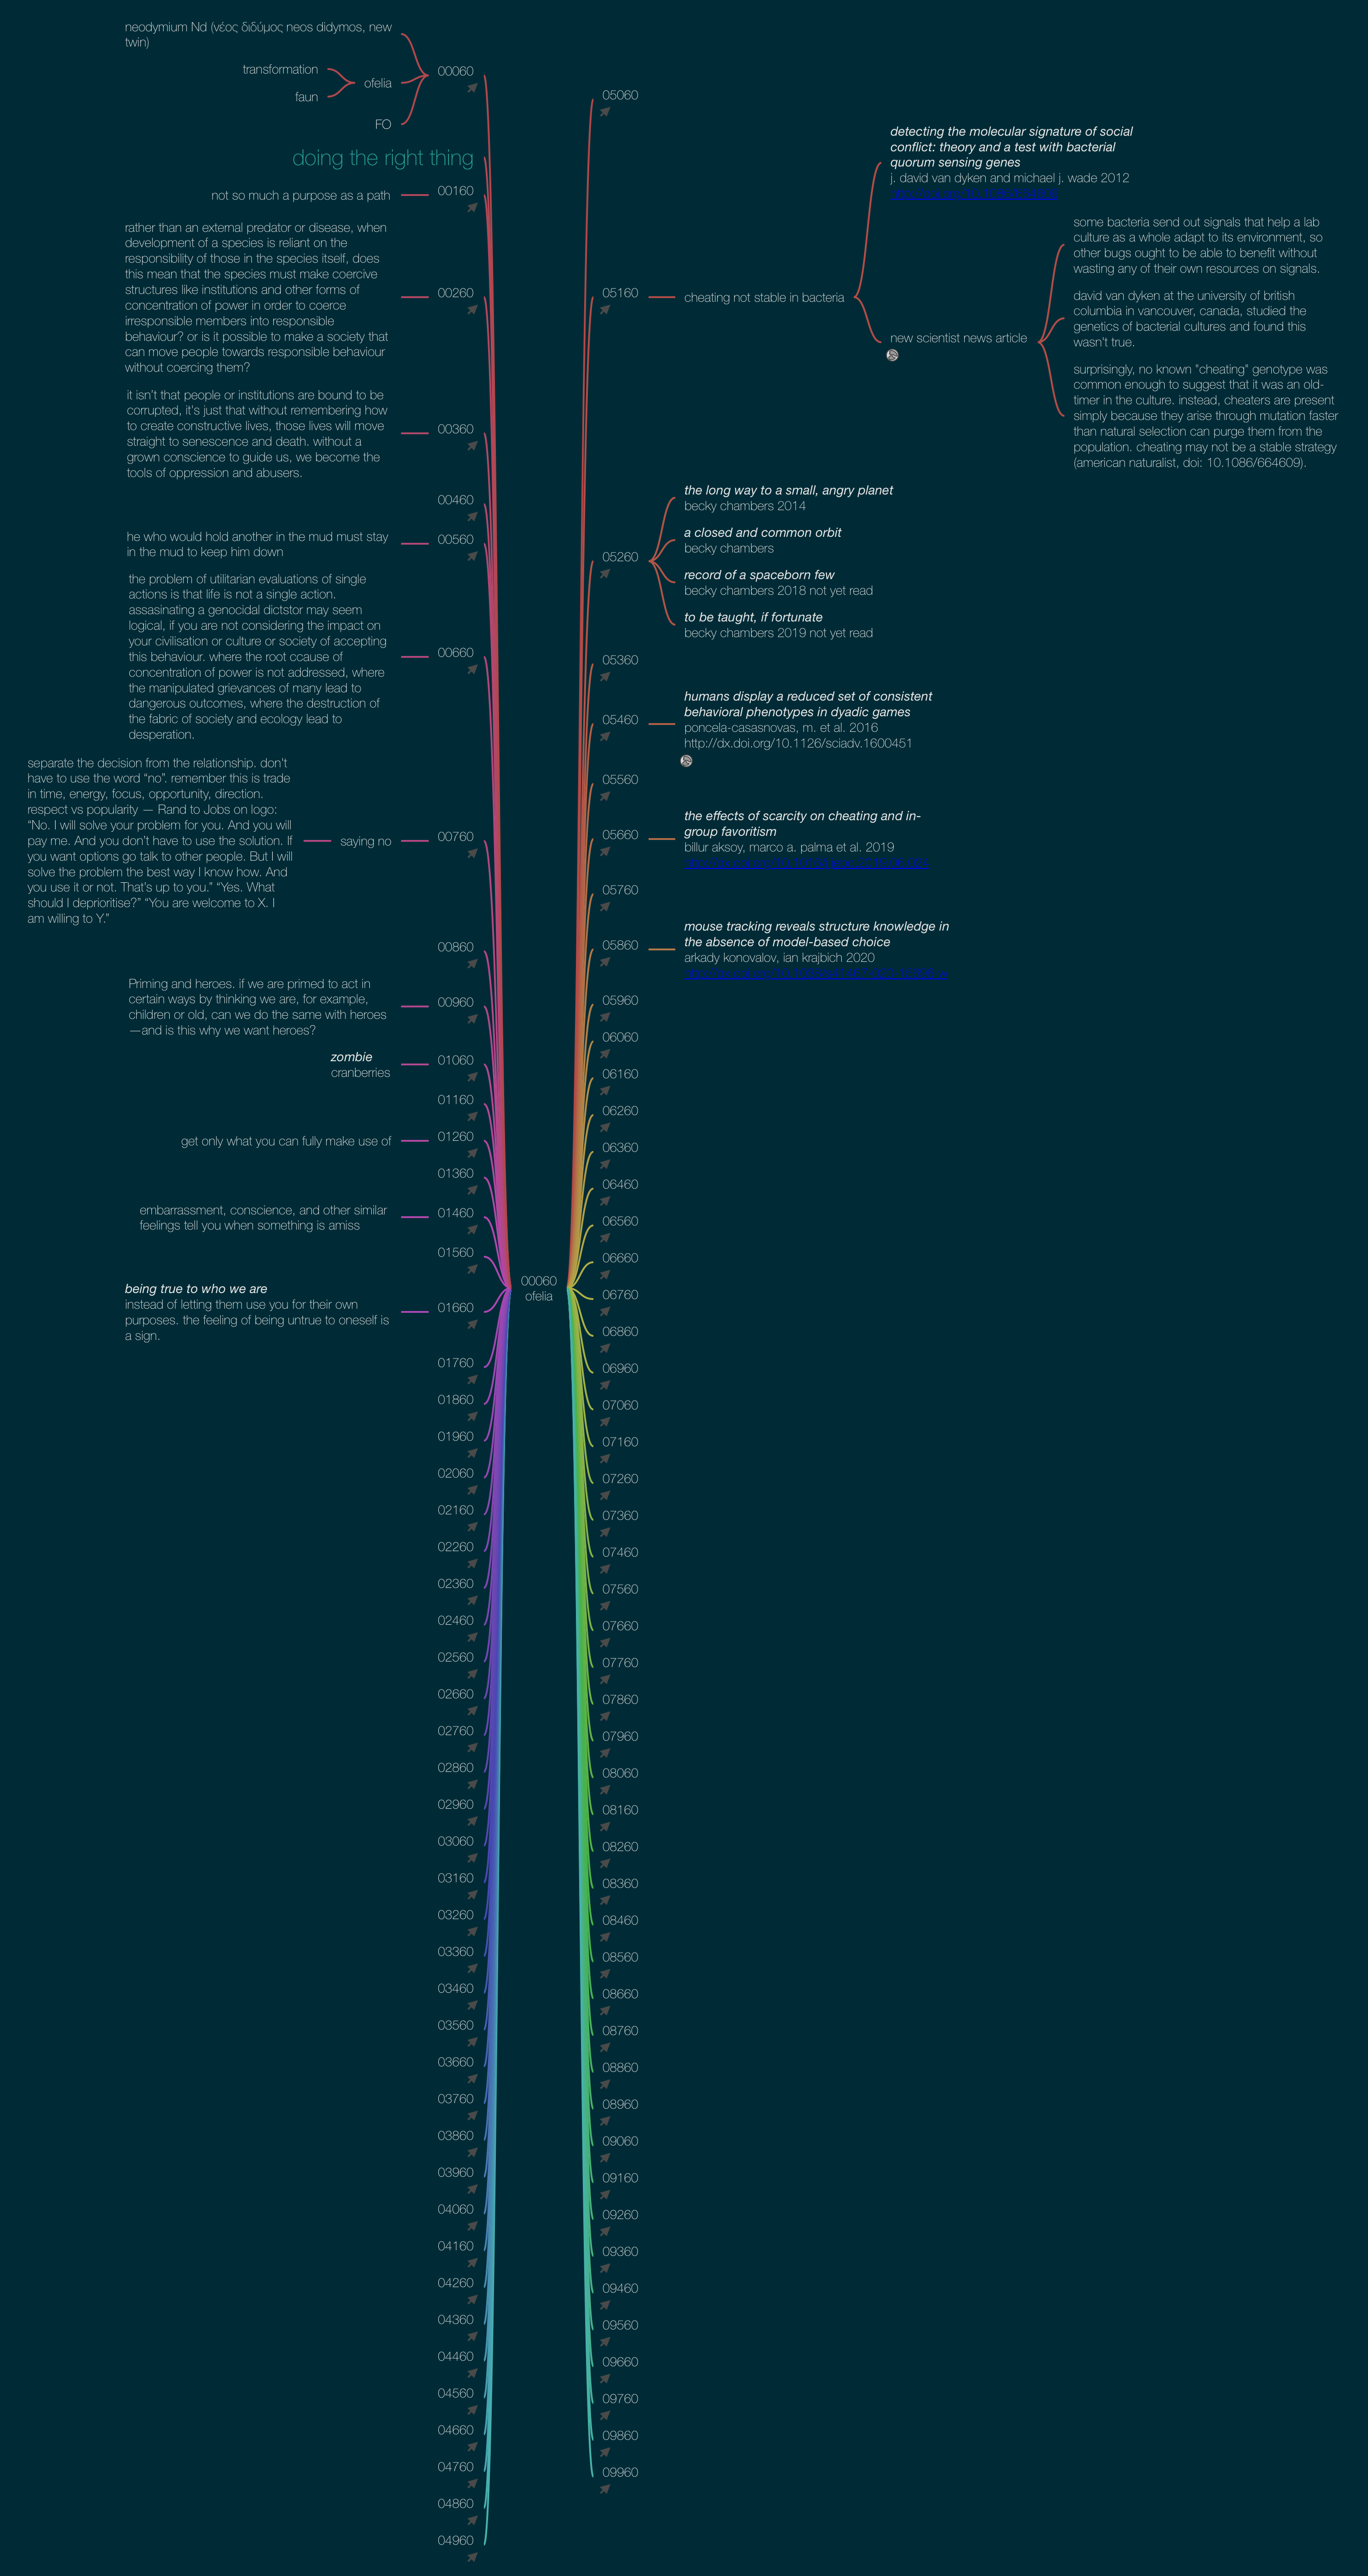 neodymium Nd (νέος διδύμος neos didymos, new
twin)
transformation
faun
ofelia
FO
00060
doing the right thing
not so much a purpose as a path
00160
rather than an external predator or disease, when
development of a species is reliant on the
responsibility of those in the species itself, does
this mean that the species must make coercive
structures like institutions and other forms of
concentration of power in order to coerce
irresponsible members into responsible
behaviour? or is it possible to make a society that
can move people towards responsible behaviour
without coercing them?
00260
it isn't that people or institutions are bound to be
corrupted, it's just that without remembering how
to create constructive lives, those lives will move
straight to senescence and death. without a
grown conscience to guide us, we become the
tools of oppression and abusers.
00360
00460
he who would hold another in the mud must stay
in the mud to keep him down
00560
the problem of utilitarian evaluations of single
actions is that life is not a single action.
assasinating a genocidal dictstor may seem
logical, if you are not considering the impact on
your civilisation or culture or society of accepting
this behaviour. where the root ccause of
concentration of power is not addressed, where
the manipulated grievances of many lead to
dangerous outcomes, where the destruction of
the fabric of society and ecology lead to
desperation.
00660
separate the decision from the relationship. don't
have to use the word “no”. remember this is trade
in time, energy, focus, opportunity, direction.
respect vs popularity — Rand to Jobs on logo:
“No. I will solve your problem for you. And you will
pay me. And you don't have to use the solution. If
you want options go talk to other people. But I will
solve the problem the best way I know how. And
you use it or not. That's up to you.” “Yes. What
should I deprioritise?” “You are welcome to X. I
am willing to Y.”
saying no
00760
00860
Priming and heroes. if we are primed to act in
certain ways by thinking we are, for example,
children or old, can we do the same with heroes
—and is this why we want heroes?
00960
zombie
cranberries
01060
01160
get only what you can fully make use of
01260
01360
embarrassment, conscience, and other similar
feelings tell you when something is amiss
01460
01560
being true to who we are
instead of letting them use you for their own
purposes. the feeling of being untrue to oneself is
a sign.
01660
01760
01860
01960
02060
02160
02260
02360
02460
02560
02660
02760
02860
02960
03060
03160
03260
03360
03460
03560
03660
03760
03860
03960
04060
04160
04260
04360
04460
04560
04660
04760
04860
04960
00060
ofelia
05060
05160
cheating not stable in bacteria
detecting the molecular signature of social
conflict: theory and a test with bacterial
quorum sensing genes
j. david van dyken and michael j. wade 2012
new scientist news article
some bacteria send out signals that help a lab
culture as a whole adapt to its environment, so
other bugs ought to be able to benefit without
wasting any of their own resources on signals.
david van dyken at the university of british
columbia in vancouver, canada, studied the
genetics of bacterial cultures and found this
wasn't true.
surprisingly, no known "cheating" genotype was
common enough to suggest that it was an old-
timer in the culture. instead, cheaters are present
simply because they arise through mutation faster
than natural selection can purge them from the
population. cheating may not be a stable strategy
(american naturalist, doi: 10.1086/664609).
05260
the long way to a small, angry planet
becky chambers 2014
a closed and common orbit
becky chambers
record of a spaceborn few
becky chambers 2018 not yet read
to be taught, if fortunate
becky chambers 2019 not yet read
05360
05460
humans display a reduced set of consistent
behavioral phenotypes in dyadic games
poncela-casasnovas, m. et al. 2016
http://dx.doi.org/10.1126/sciadv.1600451
05560
05660
the effects of scarcity on cheating and in-
group favoritism
billur aksoy, marco a. palma et al. 2019
05760
05860
mouse tracking reveals structure knowledge in
the absence of model-based choice
arkady konovalov, ian krajbich 2020
05960
06060
06160
06260
06360
06460
06560
06660
06760
06860
06960
07060
07160
07260
07360
07460
07560
07660
07760
07860
07960
08060
08160
08260
08360
08460
08560
08660
08760
08860
08960
09060
09160
09260
09360
09460
09560
09660
09760
09860
09960